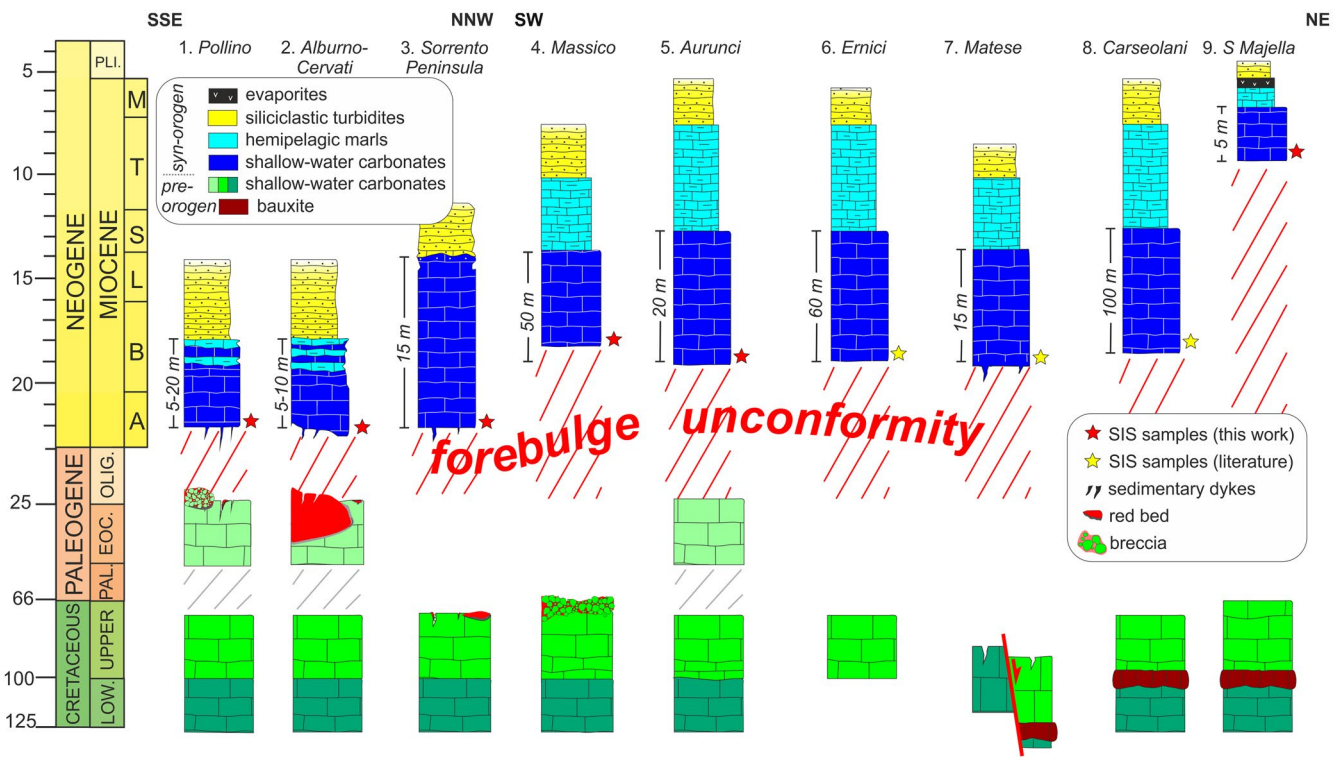 SSE
NNW
SW
NE
1. Pollino
2. Alburno-
Cervati
3. Sorrento
Peninsula
4. Massico
5. Aurunci
6. Ernici
7. Matese
8. Carseolani
9. S Majella
5
10
15
20
25
66
100
125
NEOGENE
MIOCENE
PLI.
M
T
S
L
B
A
PALEOGENE
OLIG.
EOC.
PAL.
CRETACEOUS
UPPER
LOW.
syn-orogen
evaporites
siliciclastic turbidites
hemipelagic marls
shallow-water carbonates
pre-
orogen
shallow-water carbonates
bauxite
5-20 m
5-10 m
15 m
50 m
20 m
60 m
15 m
100 m
5 m
forebulge unconformity
SIS samples (this work)
SIS samples (literature)
sedimentary dykes
red bed
breccia